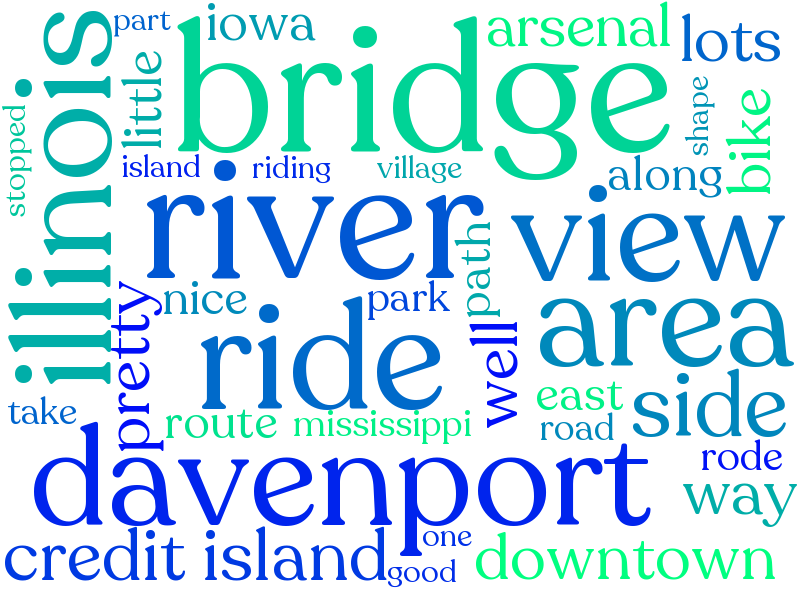 part
iowa
bridge
arsenal
lots
illinois
little
stopped
shape
bike
island
riding
village
along
river
view
path
nice
park
pretty
ride
well
area
take
route
mississippi
east
side
road
davenport
rode
way
credit island
one
good
downtown